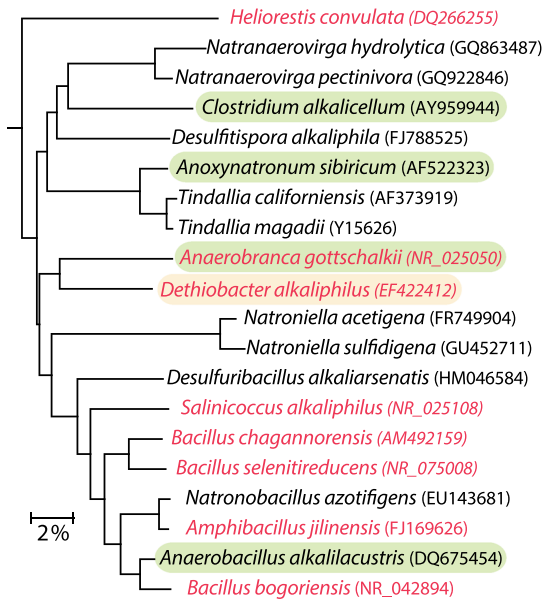 Heliorestis convulata (DQ266255)
Natranaerovirga hydrolytica (GQ863487)
Natranaerovirga pectinivora (GQ922846)
Clostridium alkalicellum (AY959944)
Desulfitispora alkaliphila (FJ788525)
Anoxynatronum sibiricum (AF522323)
Tindallia californiensis (AF373919)
Tindallia magadii (Y15626)
Anaerobranca gottschalkii (NR_025050)
Dethiobacter alkaliphilus (EF422412)
Natroniella acetigena (FR749904)
Natroniella sulfidigena (GU452711)
Desulfuribacillus alkaliarsenatis (HM046584)
Salinicoccus alkaliphilus (NR_025108)
Bacillus chagannorensis (AM492159)
Bacillus selenitireducens (NR_075008)
Natronobacillus azotifigens (EU143681)
2%
Amphibacillus jilinensis (FJ169626)
Anaerobacillus alkalilacustris (DQ675454)
Bacillus bogoriensis (NR_042894)